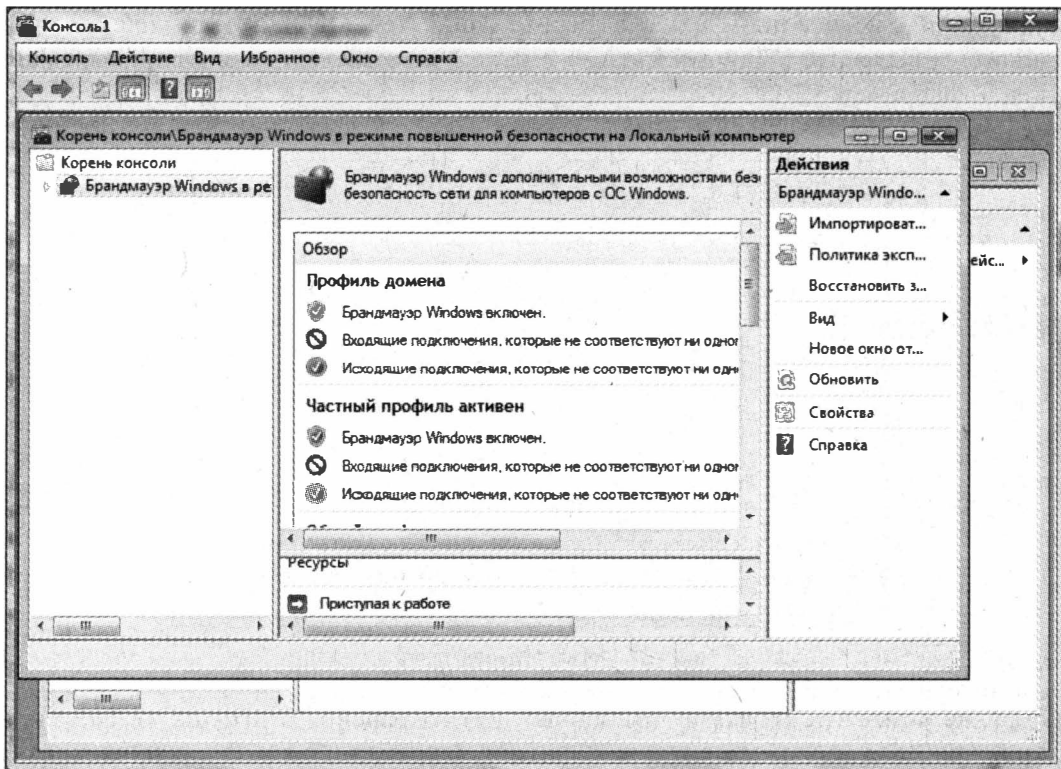 Консоль1
Консоль Действие Вид Избранное Окно Справка
Корень консоли\Брандмауэр Windows в режиме повышенной безопасности на Локальный компьютер
Корень консоли
Брандмауэр Windows в ре
Брандмауэр Windows с дополнительными возможностями без
безопасность сети для компьютеров с ОС Windows.
Обзор
Профиль домена
Брандмауэр Windows включен.
Входящие подключения, которые не соответствуют ни одног
Исходящие подключения, которые не соответствуют ни одн
Частный профиль активен
Брандмауэр Windows включен.
Входящие подключения, которые не соответствуют ни одног
Исходящие подключения, которые не соответствуют ни одн
Ресурсы
Приступая к работе
Действия
Брандмауэр Windo...
Импортироват...
Политика эксп...
Восстановить з...
Вид
Новое окно от...
Обновить
Свойства
Справка
ейс...